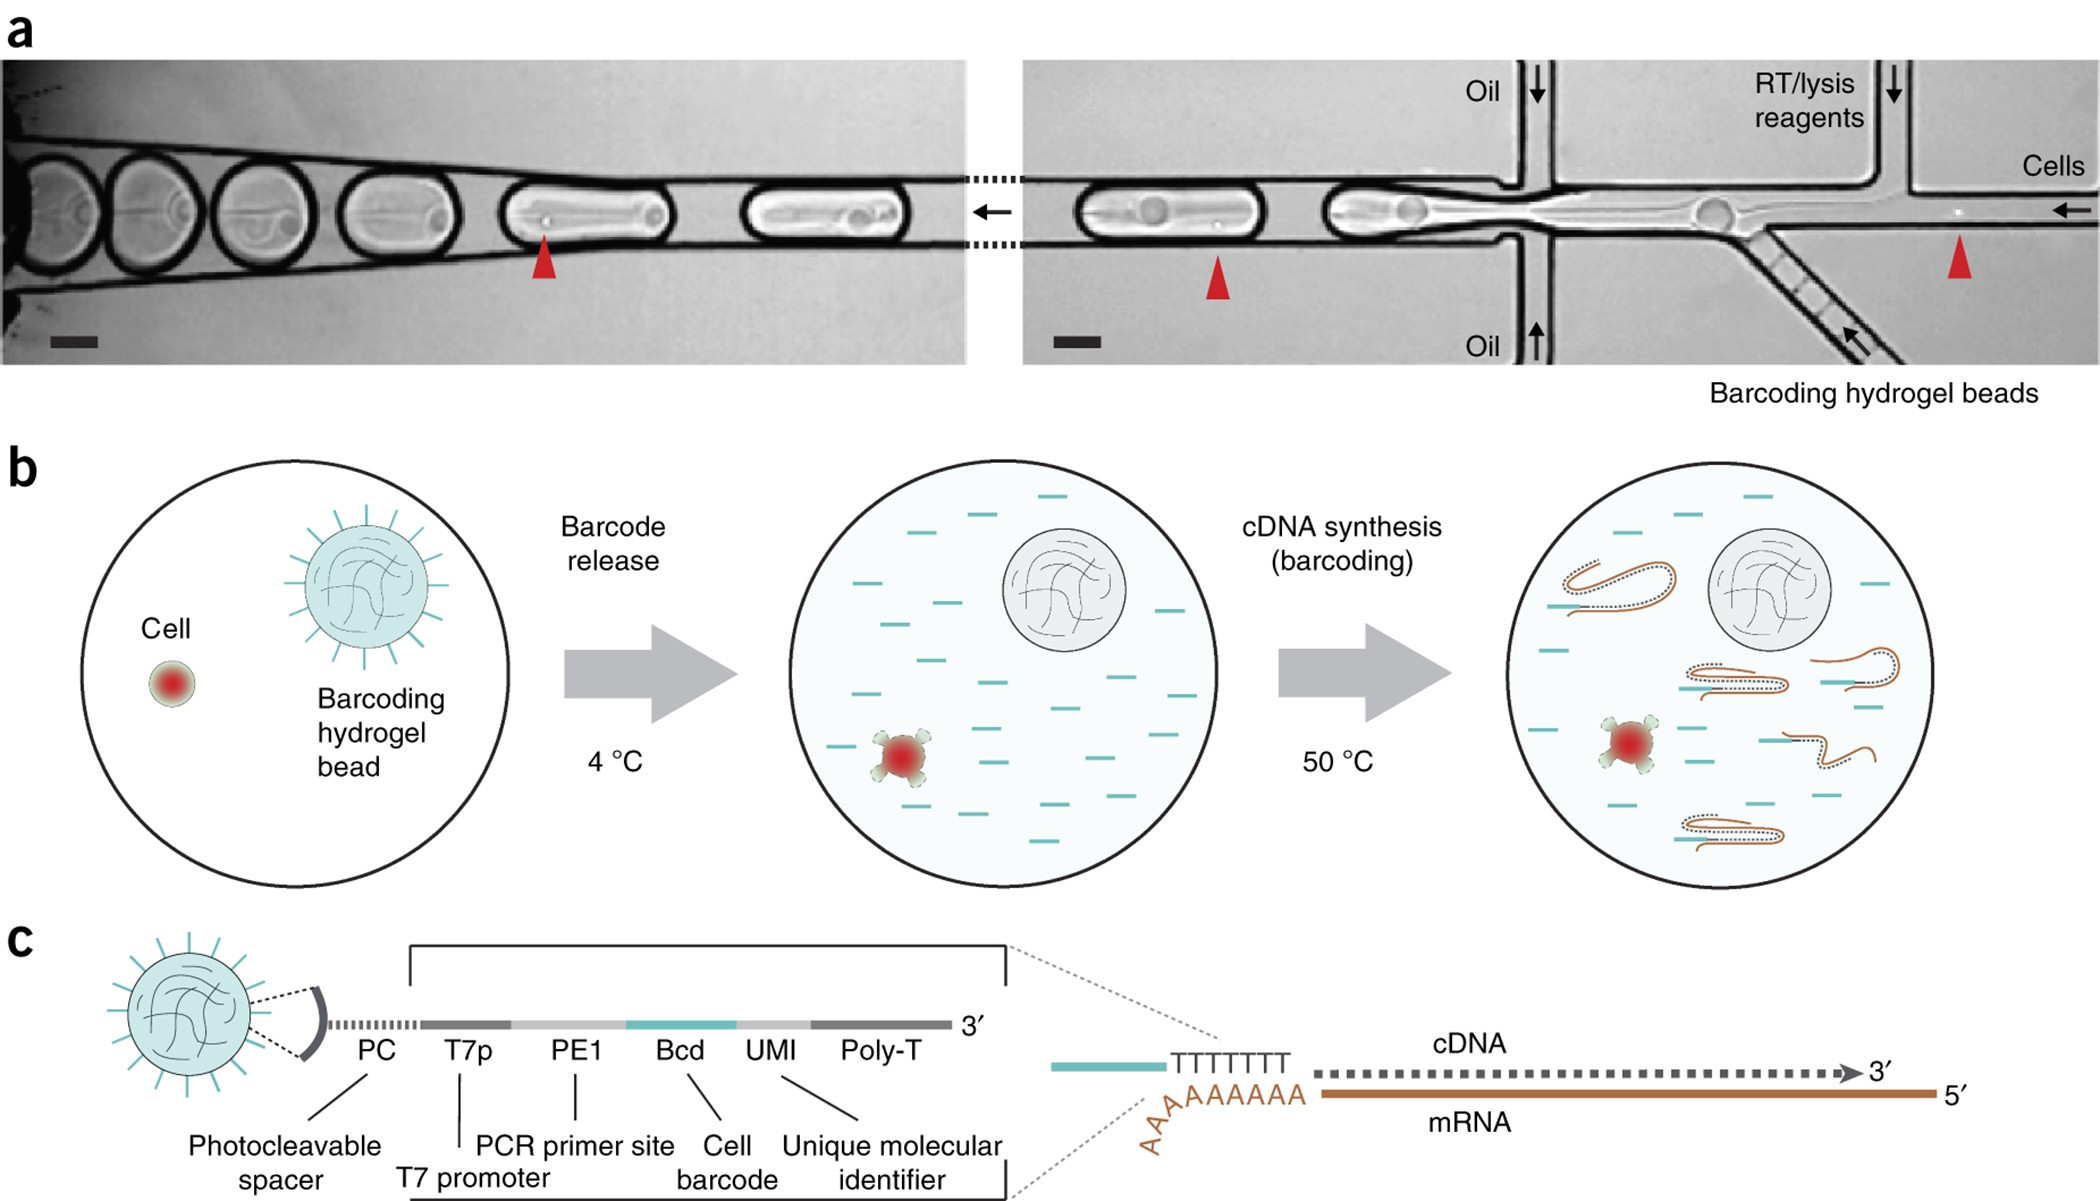 a
Oil
RT/lysis
reagents
Cells
Oil
Barcoding hydrogel beads
b
Cell
Barcoding
hydrogel
bead
Barcode
release
4 °C
cDNA synthesis
(barcoding)
50 °C
c
PC
T7p
PE1
Bcd
UMI
Poly-T
3′
Photocleavable
spacer
T7 promoter
PCR primer site
Cell
barcode
Unique molecular
identifier
TTTTTTT
AAAAAAAAA
cDNA
3′
mRNA
5′